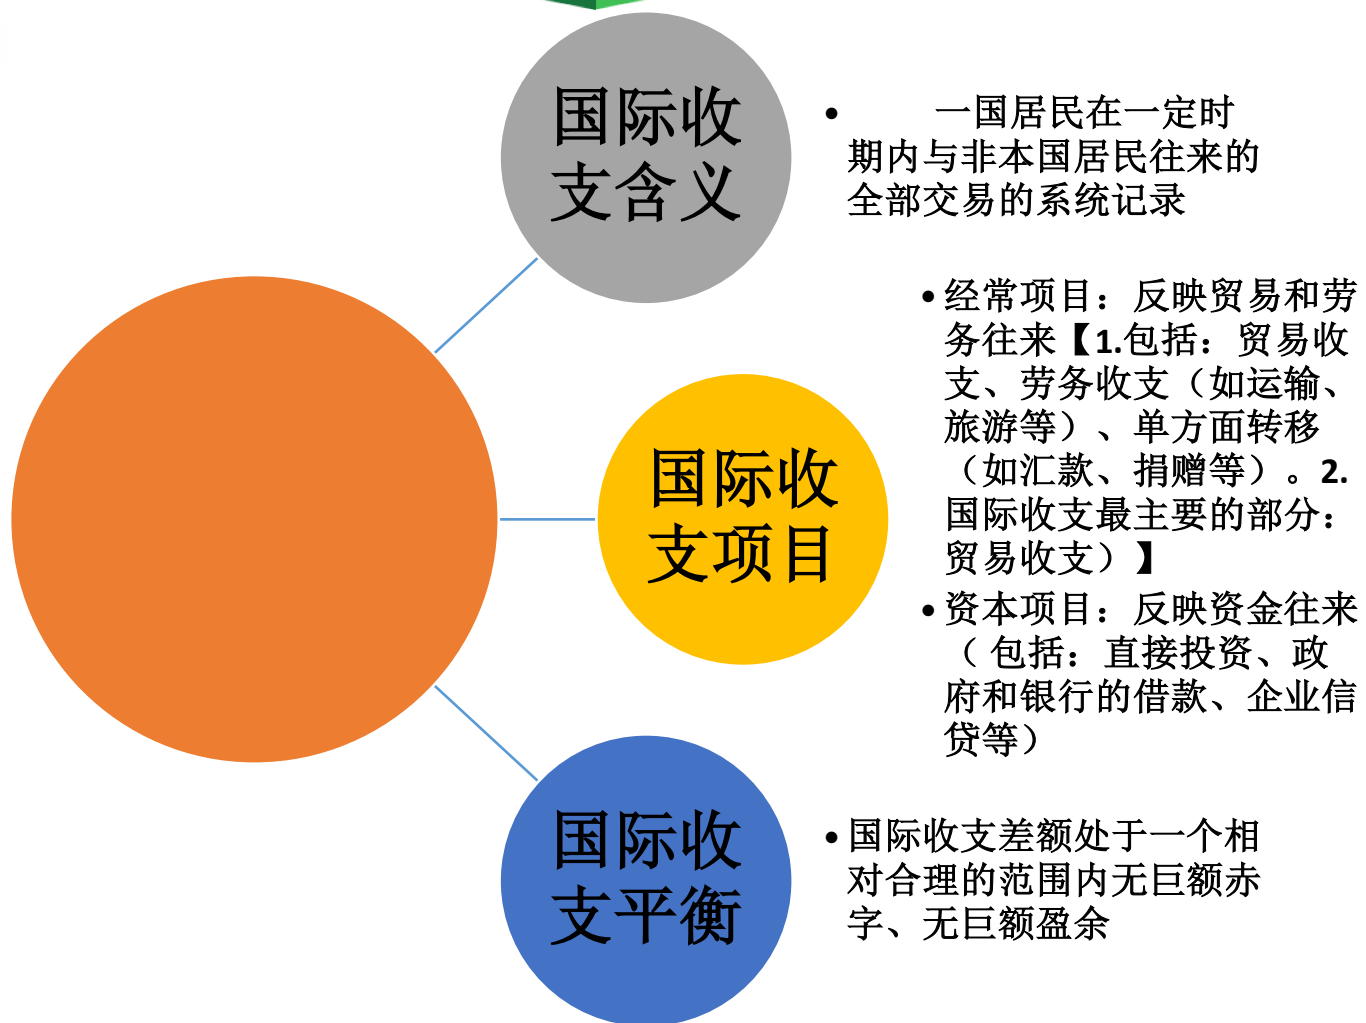 国际收
支含义
• 一国居民在一定时
期内与非本国居民往来的
全部交易的系统记录
国际收
支项目
•经常项目：反映贸易和劳
务往来【1.包括：贸易收
支、劳务收支（如运输、
旅游等）、单方面转移
（如汇款、捐赠等）。2.
国际收支最主要的部分：
贸易收支）】
•资本项目：反映资金往来
（ 包括：直接投资、政
府和银行的借款、企业信
贷等）
国际收
支平衡
•国际收支差额处于一个相
对合理的范围内无巨额赤
字、无巨额盈余